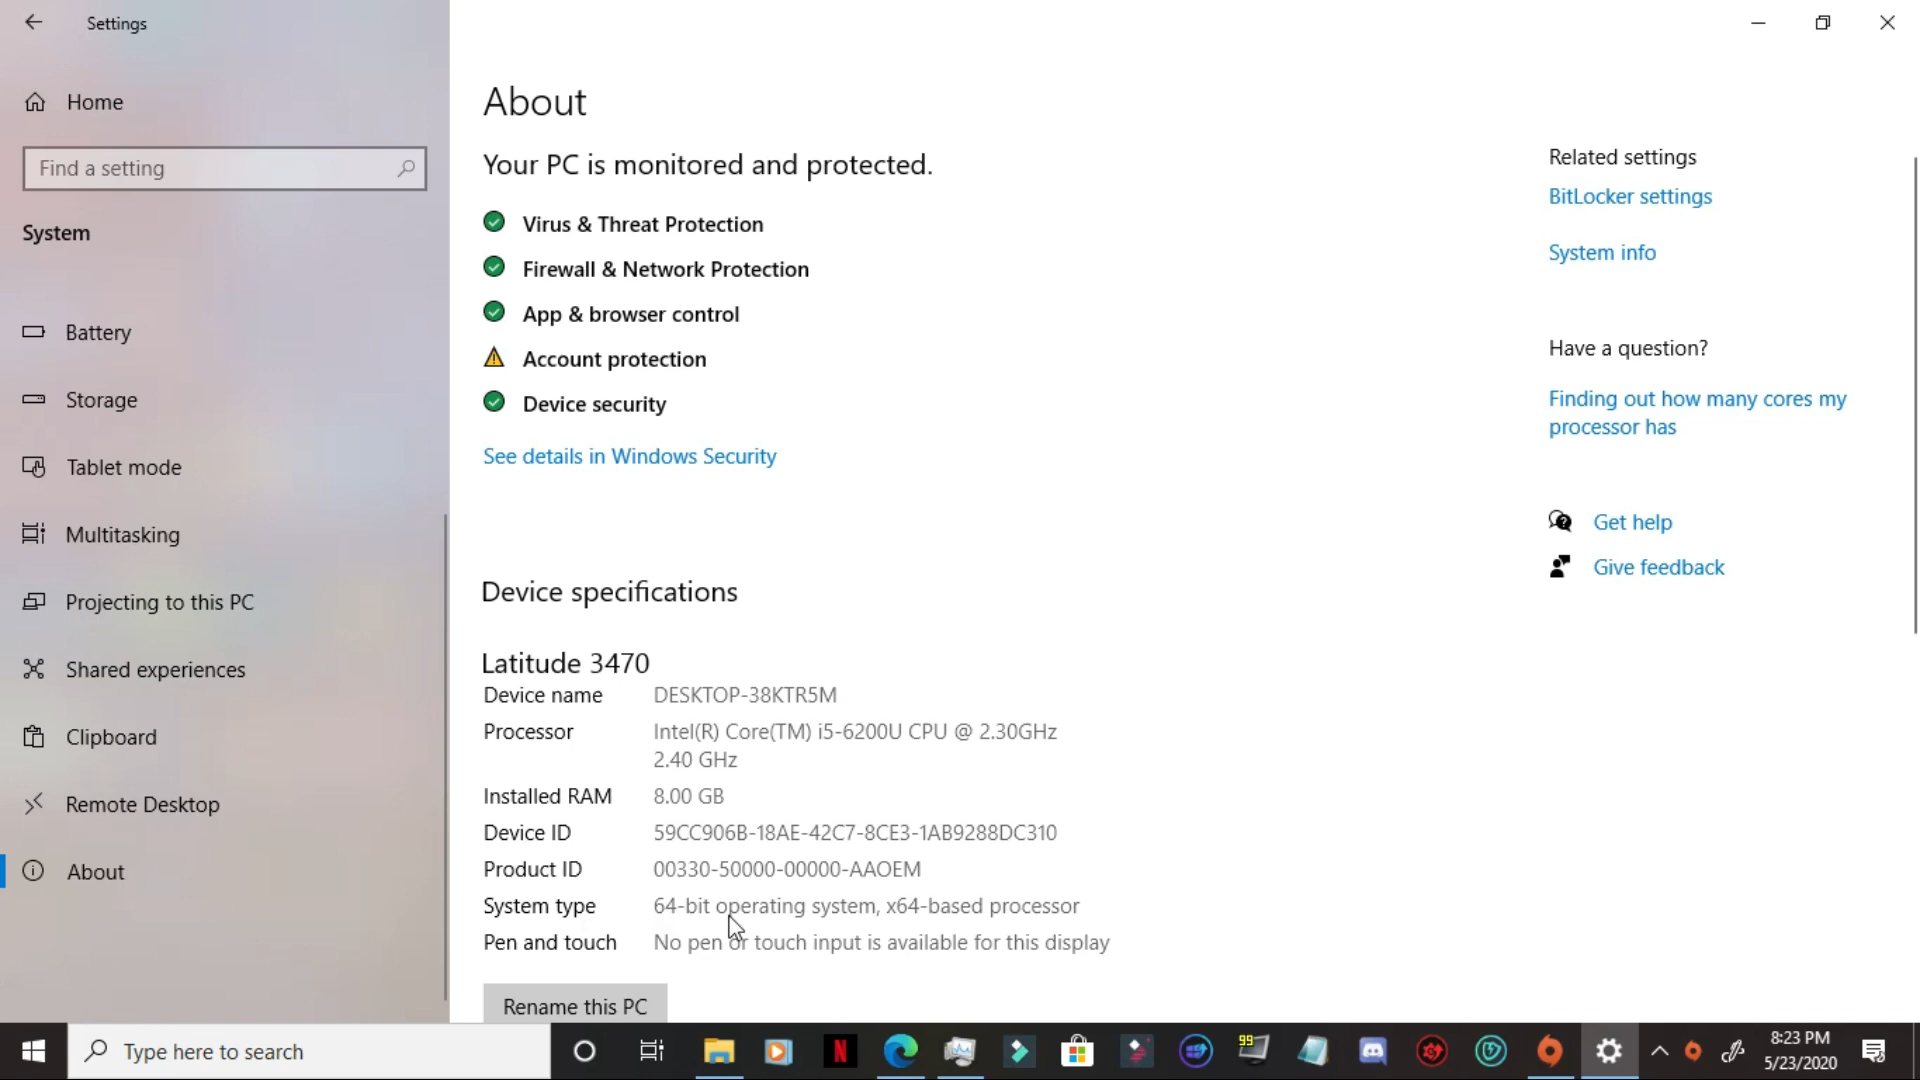 Settings
Home
Find a setting
System
Battery
Storage
Tablet mode
Multitasking
Projecting to this PC
Shared experiences
Clipboard
Remote Desktop
About
About
Your PC is monitored and protected.
Virus & Threat Protection
Firewall & Network Protection
App & browser control
Account protection
Device security
See details in Windows Security
Device specifications
Latitude 3470
Device name DESKTOP-38KTR5M
Processor Intel(R) Core(TM) i5-6200U CPU @ 2.30GHz
2.40 GHz
Installed RAM 8.00 GB
Device ID 59CC906B-18AE-42C7-8CE3-1AB9288DC310
Product ID 00330-50000-00000-AAOEM
System type 64-bit operating system, x64-based processor
Pen and touch No pen or touch input is available for this display
Rename this PC
Related settings
BitLocker settings
System info
Have a question?
Finding out how many cores my
processor has
Get help
Give feedback
Type here to search
N
99
8:23 PM
5/23/2020